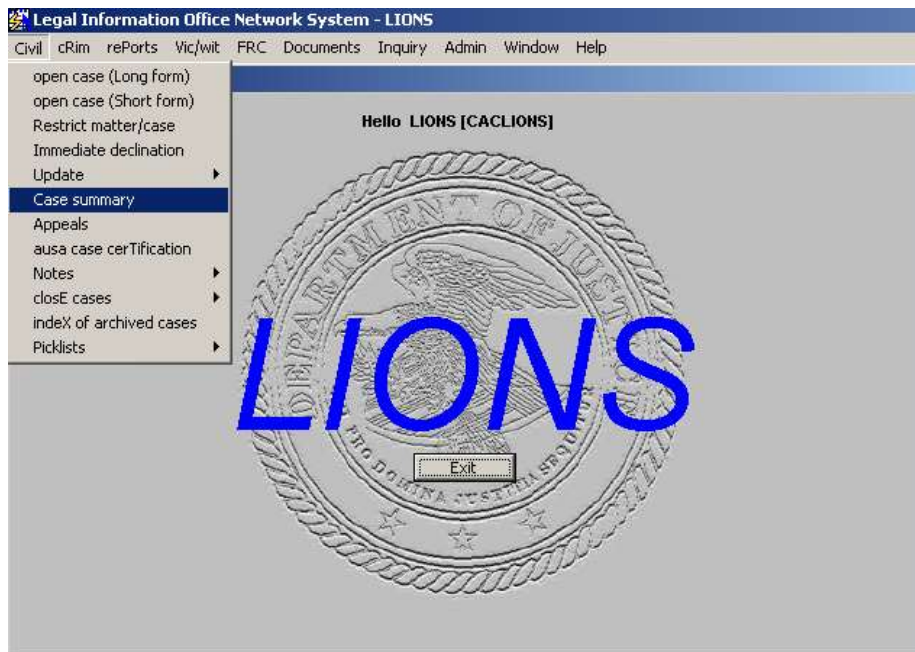 Legal Information Office Network System - LIONS
Civil cRim rePorts Vic/wit FRC Documents Inquiry Admin Window Help
open case (Long form)
open case (Short form)
Restrict matter/case
Immediate declination
Update
Case summary
Appeals
ausa case cerTification
Notes
closE cases
indeX of archived cases
Picklists
Hello LIONS [CACLIONS]
DEPARTMENT OF JUSTICE
LIONS
Exit
PRO DOMINA JUSTITIA SEQUITUR